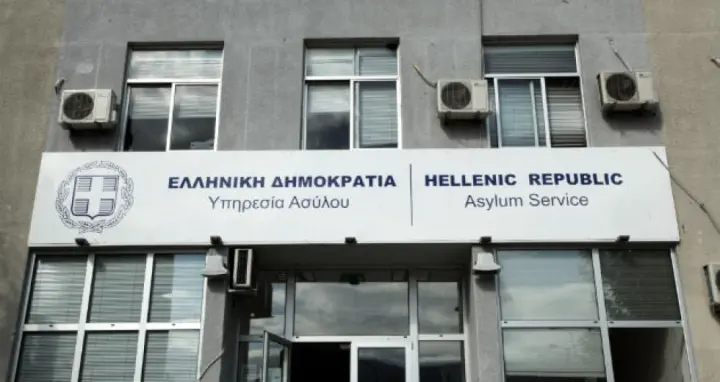 ΕΛΛΗΝΙΚΗ ΔΗΜΟΚΡΑΤΙΑ
Υπηρεσία Ασύλου
HELLENIC REPUBLIC
Asylum Service